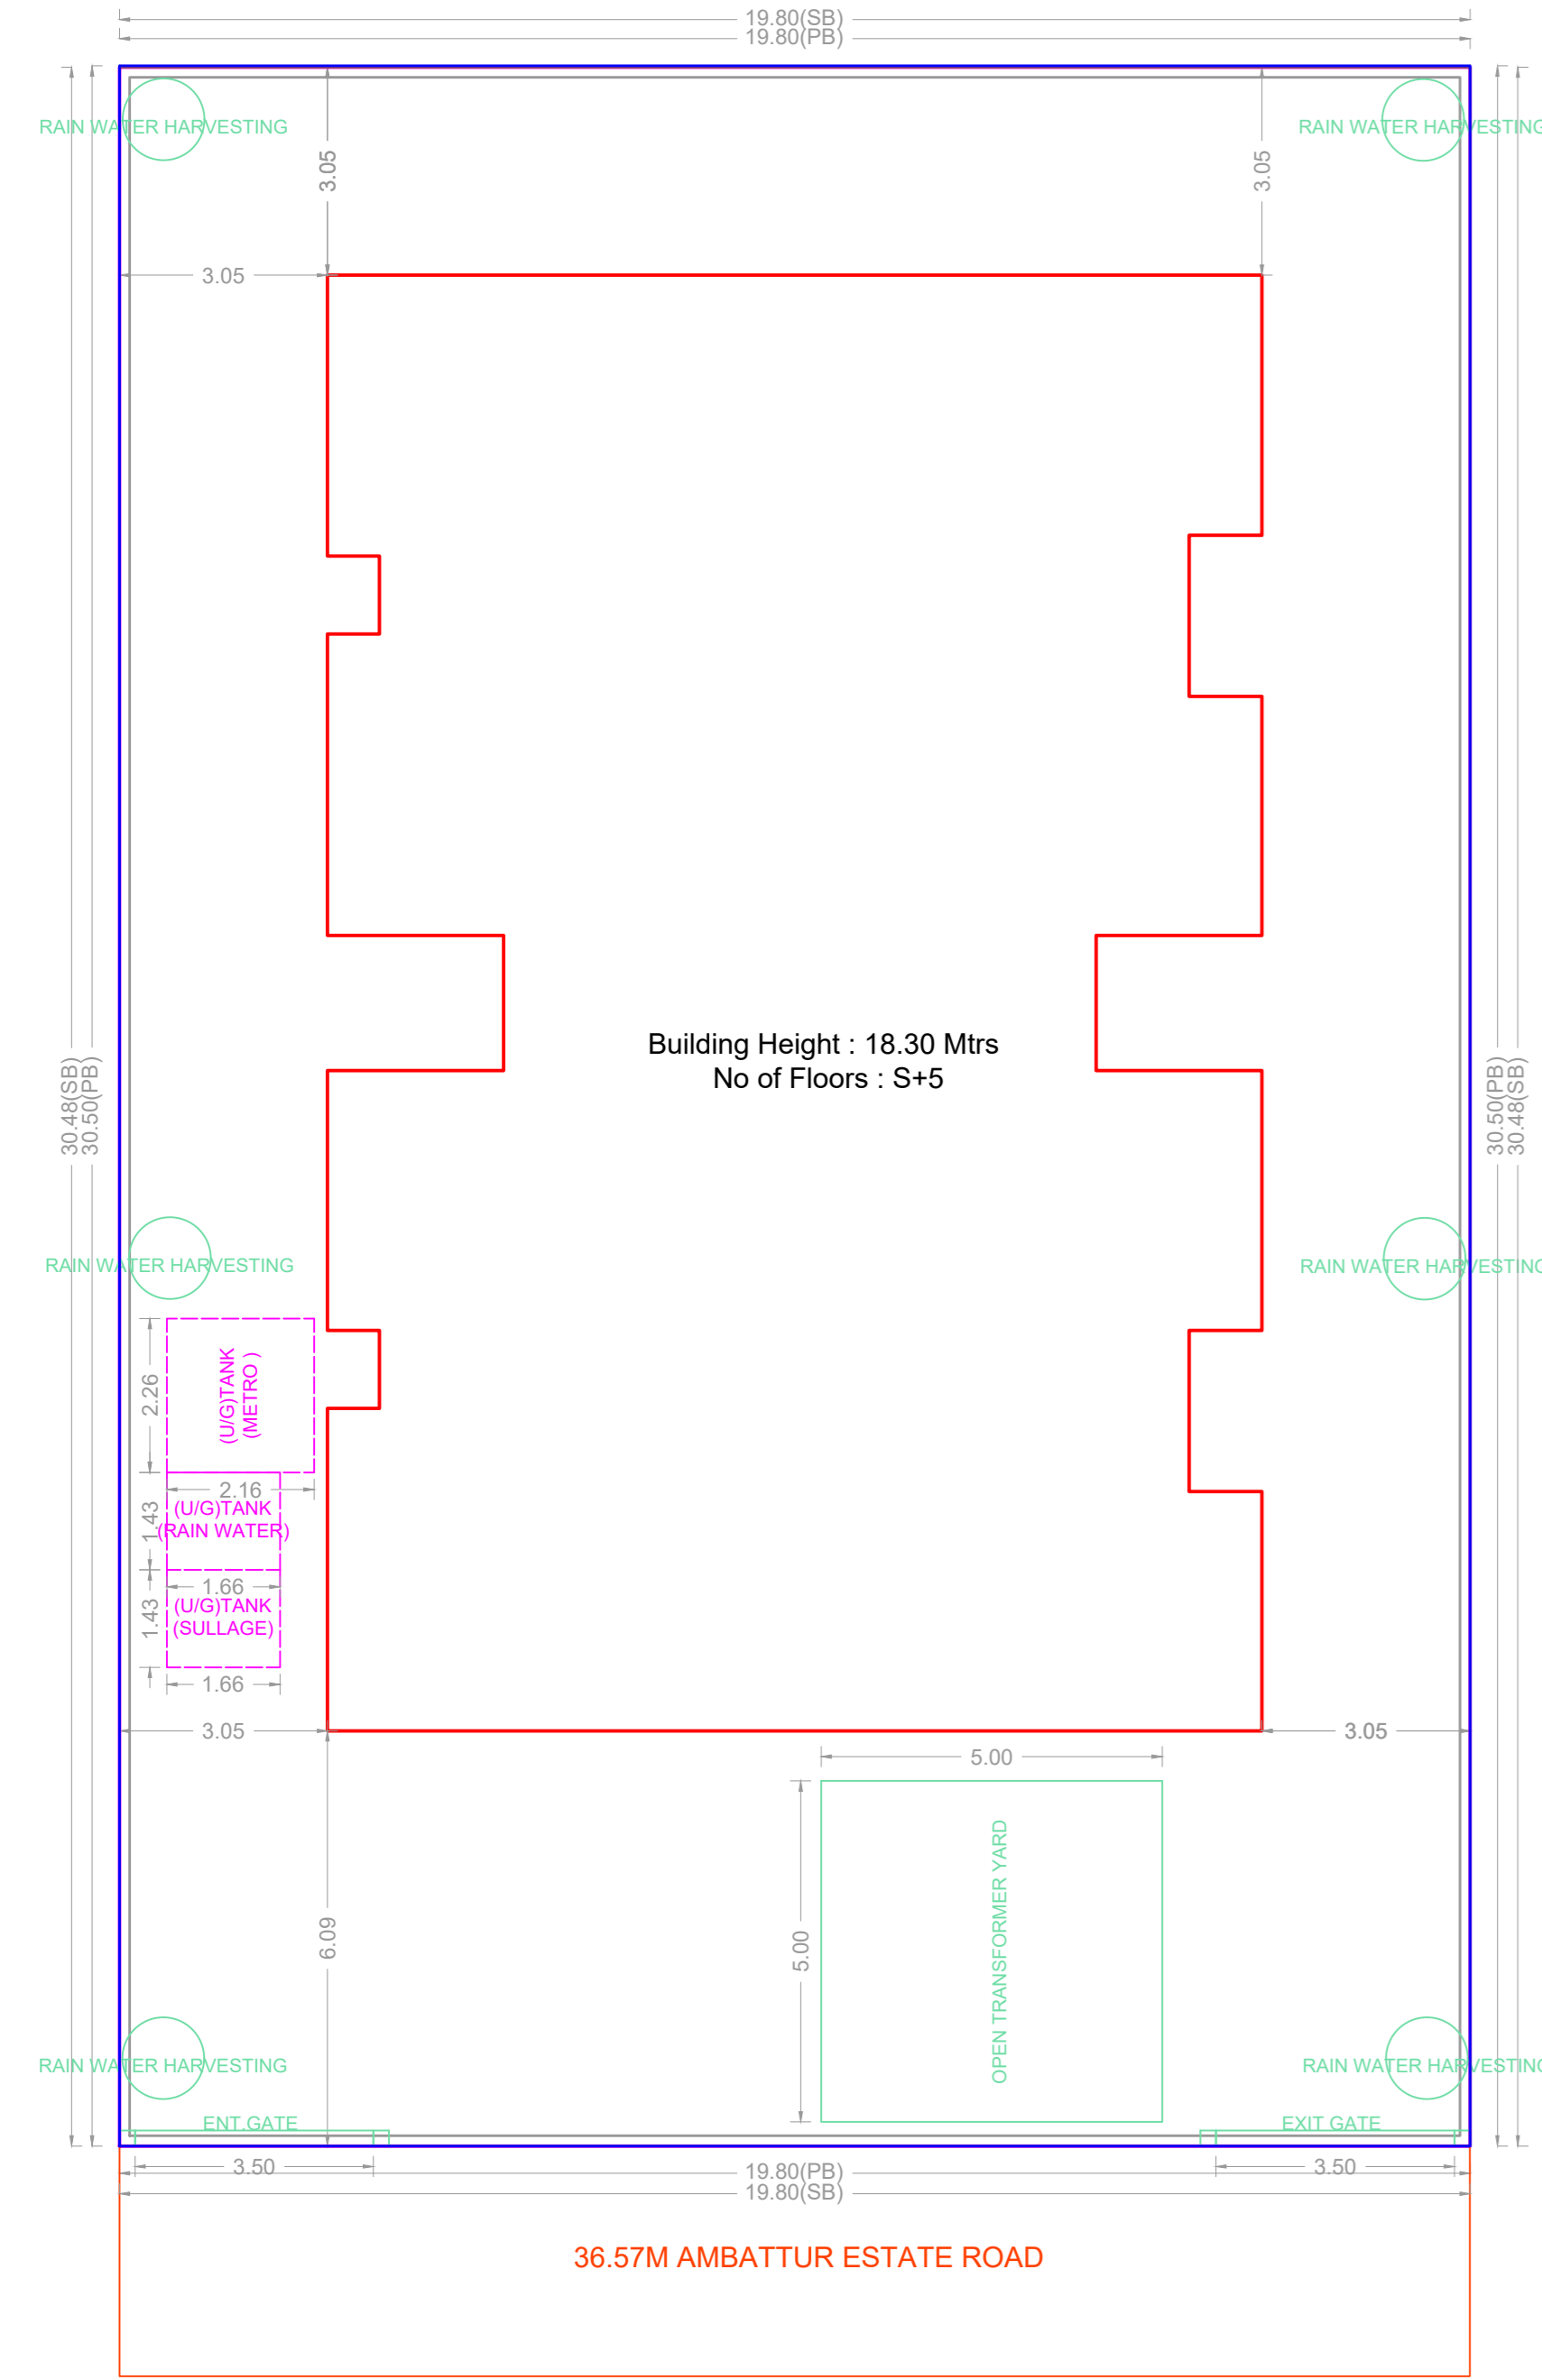 19.80(SB)
19.80(PB)
RAIN WATER HARVESTING
RAIN WATER HARVESTING
3.05
3.05
3.05
Building Height : 18.30 Mtrs
No of Floors : S+5
30.48(SB)
30.50(PB)
30.50(PB)
30.48(SB)
RAIN WATER HARVESTING
RAIN WATER HARVESTING
2.26
(U/G)TANK
(METRO )
2.16
1.43
(U/G)TANK
(RAIN WATER)
1.66
1.43
(U/G)TANK
(SULLAGE)
1.66
3.05
3.05
5.00
5.00
OPEN TRANSFORMER YARD
6.09
RAIN WATER HARVESTING
RAIN WATER HARVESTING
ENT.GATE
EXIT GATE
3.50
19.80(PB)
3.50
19.80(SB)
36.57M AMBATTUR ESTATE ROAD